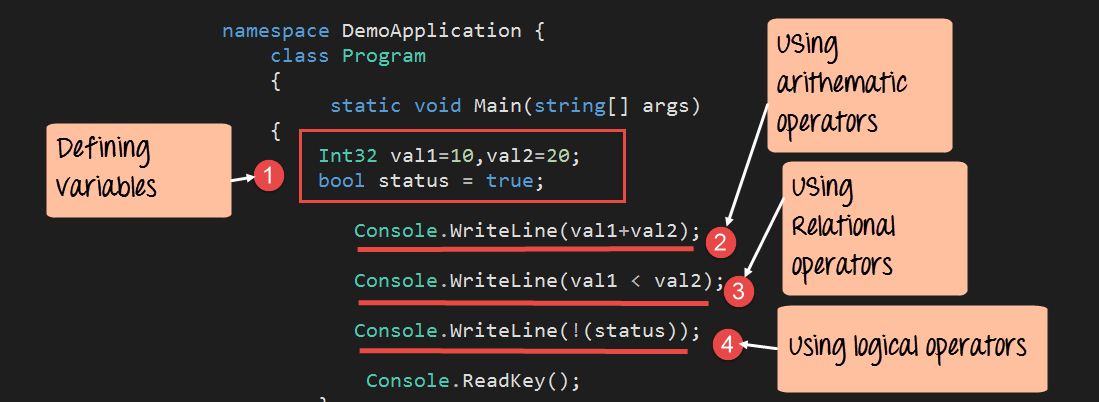 namespace DemoApplication {
class Program
{
static void Main(string[] args)
{
Int32 val1=10,val2=20;
bool status = true;
Console.WriteLine(val1+val2);
Console.WriteLine(val1 < val2);
Console.WriteLine(!(status));
Console.ReadKey();
Defining
variables
1
Using
arithematic
operators
2
Using
Relational
operators
3
Using logical operators
4